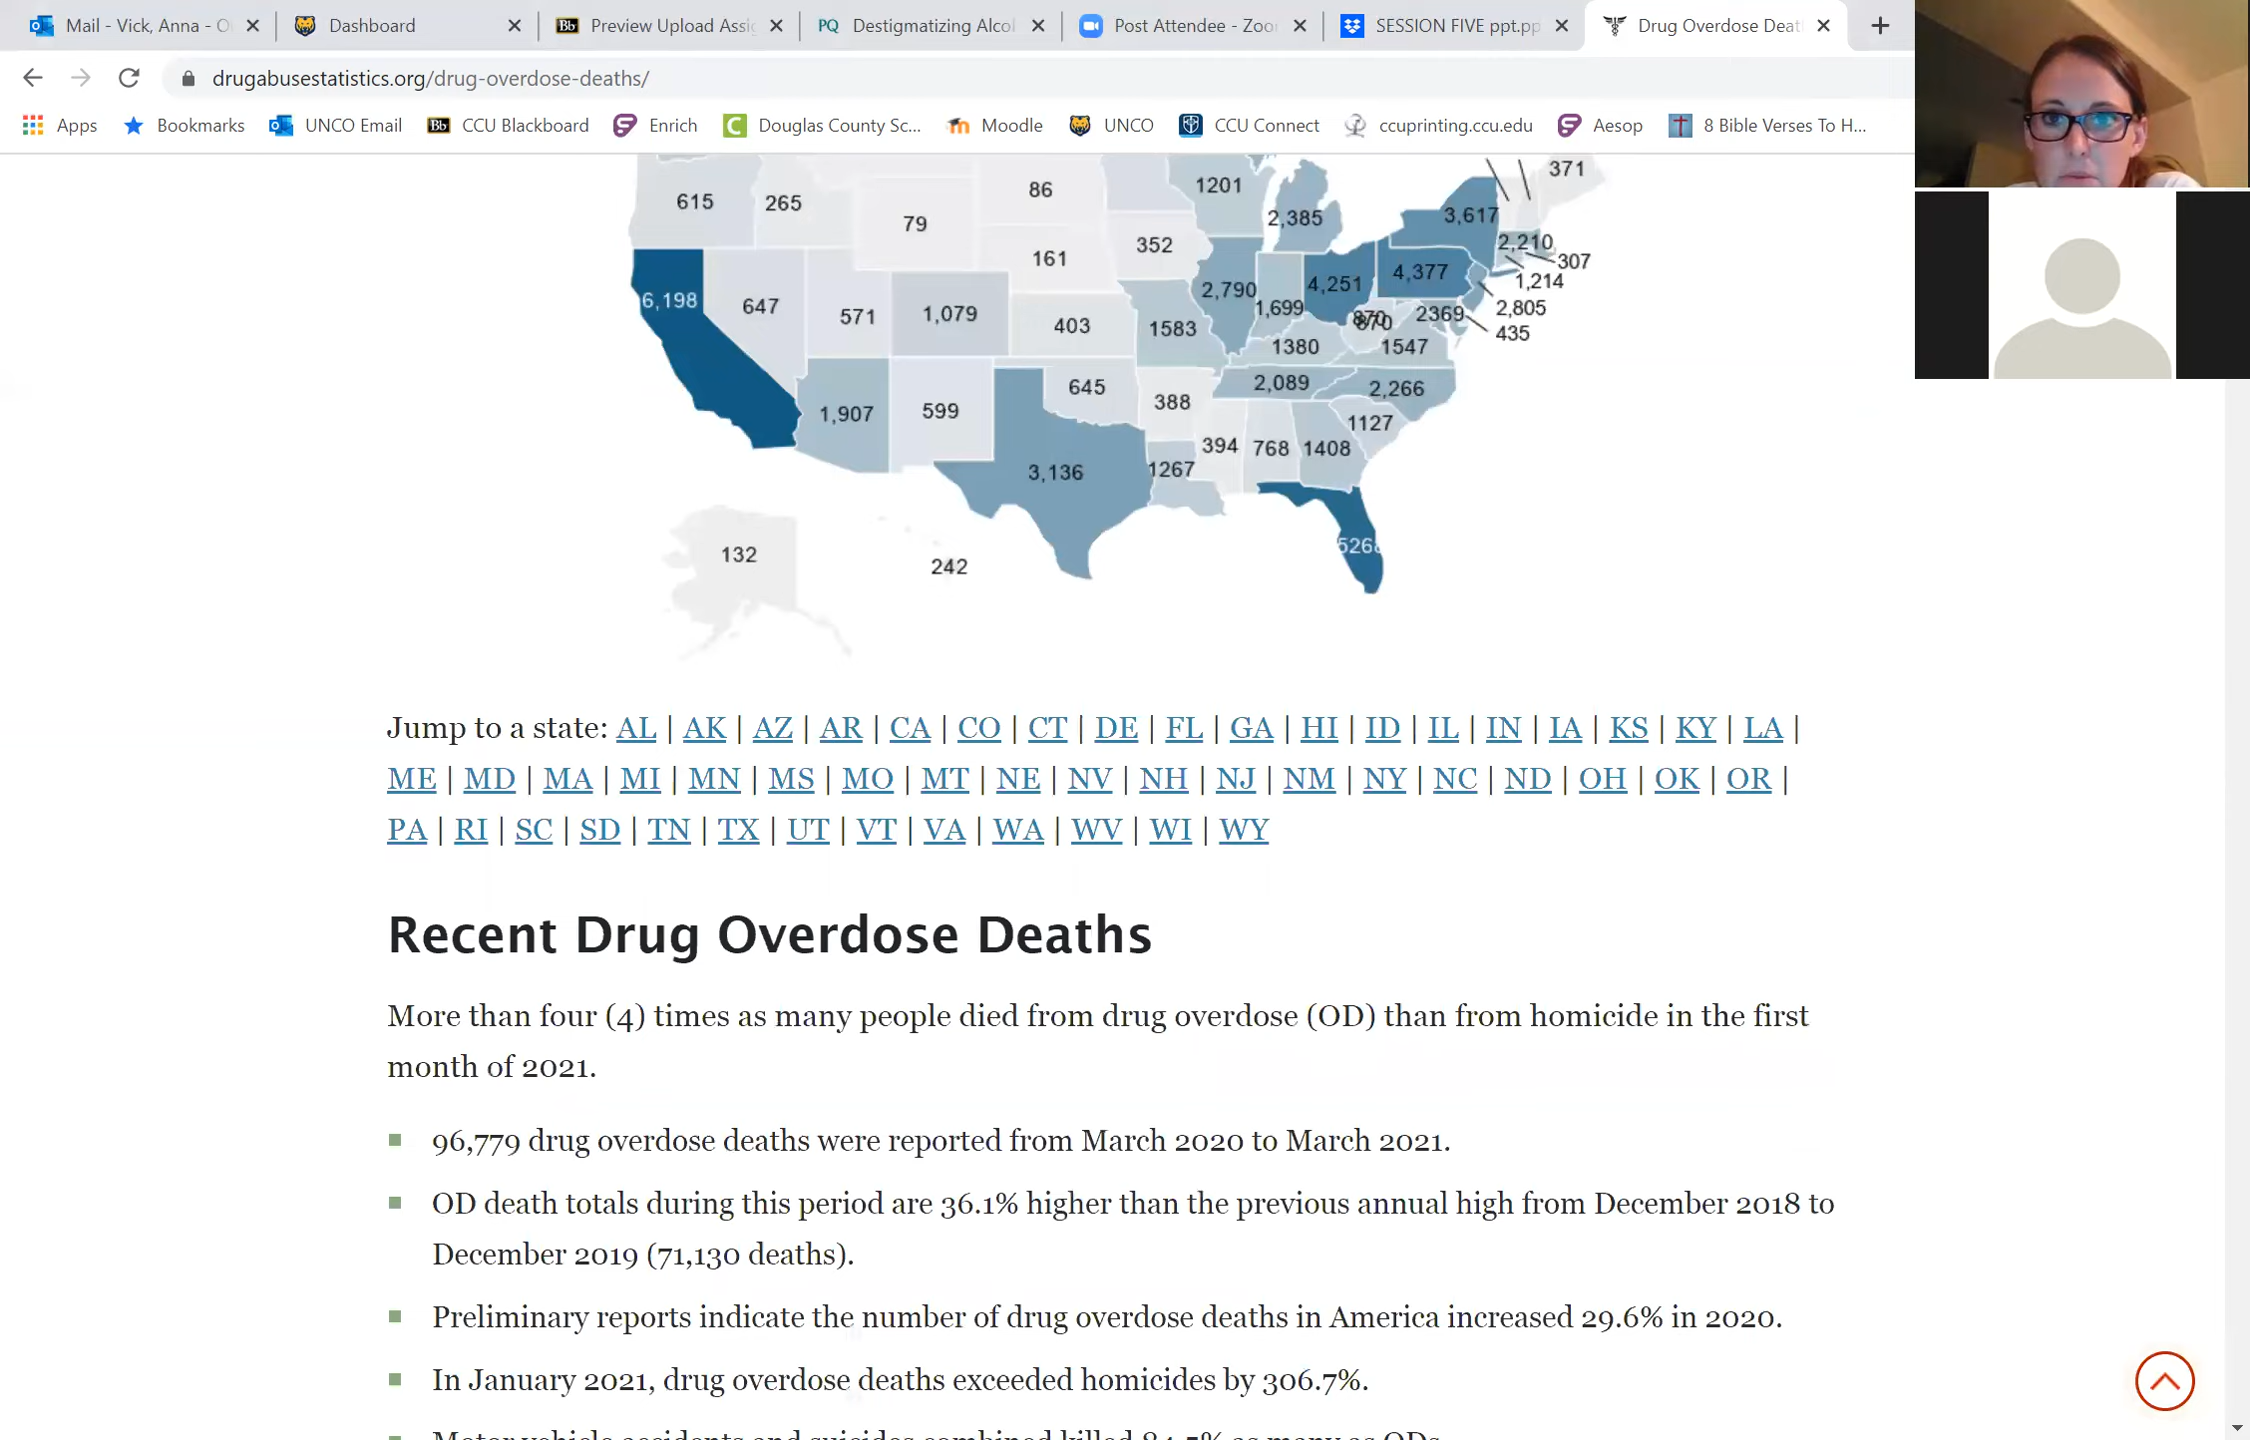 Mail - Vick, Anna - O
Dashboard
Preview Upload Assig
Destigmatizing Alcol
Post Attendee - Zoo
SESSION FIVE ppt.pp
Drug Overdose Deat
drugabusestatistics.org/drug-overdose-deaths/
Apps
Bookmarks
UNCO Email
Bb CCU Blackboard
Enrich
Douglas County Sc...
Moodle
UNCO
CCU Connect
ccuprinting.ccu.edu
Aesop
8 Bible Verses To H...
371
615
265
86
1201
79
2,385
3,617
352
2,210
161
307
4,251
4,377
1,214
6,198
647
571
1,079
403
2,790
1,699
2,805
1583
870
2369
435
1380
1547
645
2,089
2,266
1,907
599
388
1127
394
768
1408
3,136
1267
132
242
Jump to a state: AL | AK | AZ | AR | CA | CO | CT | DE | FL | GA | HI | ID | IL | IN | IA | KS | KY | LA |
ME | MD | MA | MI | MN | MS | MO | MT | NE | NV | NH | NJ | NM | NY | NC | ND | OH | OK | OR |
PA | RI | SC | SD | TN | TX | UT | VT | VA | WA | WV | WI | WY
Recent Drug Overdose Deaths
More than four (4) times as many people died from drug overdose (OD) than from homicide in the first
month of 2021.
96,779 drug overdose deaths were reported from March 2020 to March 2021.
OD death totals during this period are 36.1% higher than the previous annual high from December 2018 to
December 2019 (71,130 deaths).
Preliminary reports indicate the number of drug overdose deaths in America increased 29.6% in 2020.
In January 2021, drug overdose deaths exceeded homicides by 306.7%.